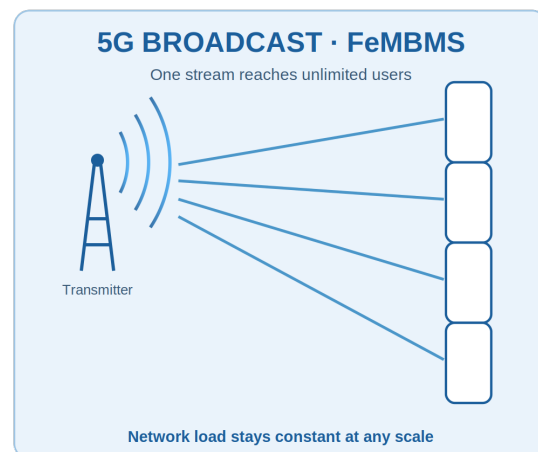 5G BROADCAST · FeMBMS
One stream reaches unlimited users
Transmitter
Network load stays constant at any scale